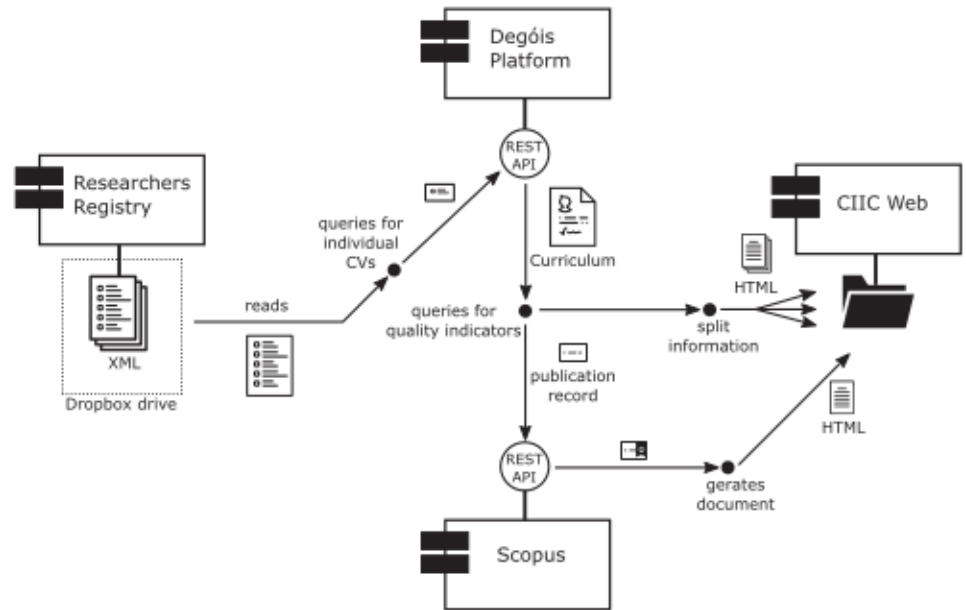 Degóis
Platform
REST
API
Researchers
Registry
queries for
individual
CVs
CIIC Web
Curriculum
HTML
reads
queries for
quality indicators
split
information
XML
Dropbox drive
publication
record
HTML
REST
API
gerates
document
Scopus